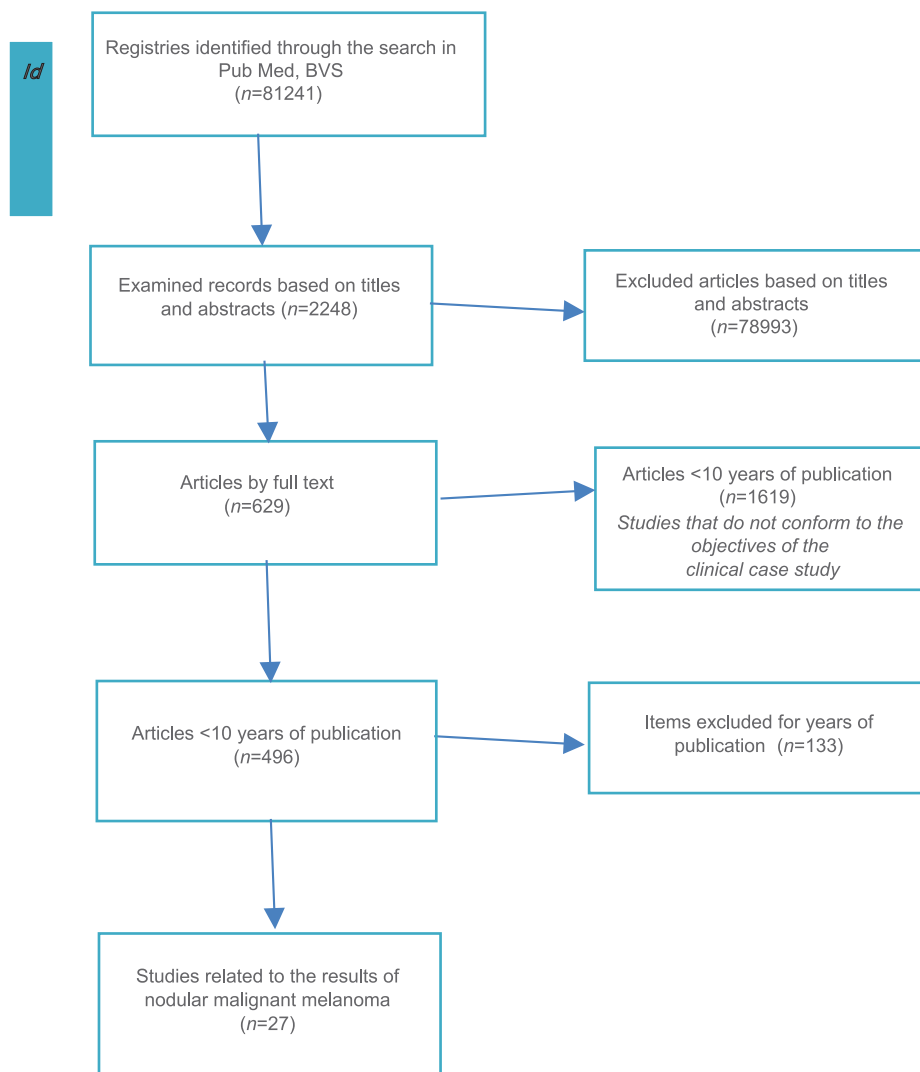 Id
Registries identified through the search in
Pub Med, BVS
(n=81241)
Examined records based on titles
and abstracts (n=2248)
Excluded articles based on titles
and abstracts
(n=78993)
Articles by full text
(n=629)
Articles <10 years of publication
(n=1619)
Studies that do not conform to the
objectives of the
clinical case study
Articles <10 years of publication
(n=496)
Items excluded for years of
publication (n=133)
Studies related to the results of
nodular malignant melanoma
(n=27)